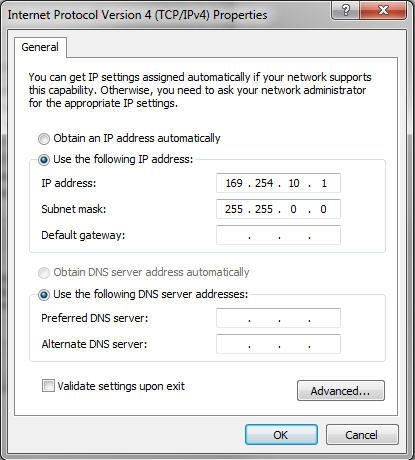 Internet Protocol Version 4 (TCP/IPv4) Properties
General
You can get IP settings assigned automatically if your network supports
this capability. Otherwise, you need to ask your network administrator
for the appropriate IP settings.
Obtain an IP address automatically
Use the following IP address:
IP address: 169 . 254 . 10 . 1
Subnet mask: 255 . 255 . 0 . 0
Default gateway: . . .
Obtain DNS server address automatically
Use the following DNS server addresses:
Preferred DNS server: . . .
Alternate DNS server: . . .
Validate settings upon exit
Advanced...
OK Cancel